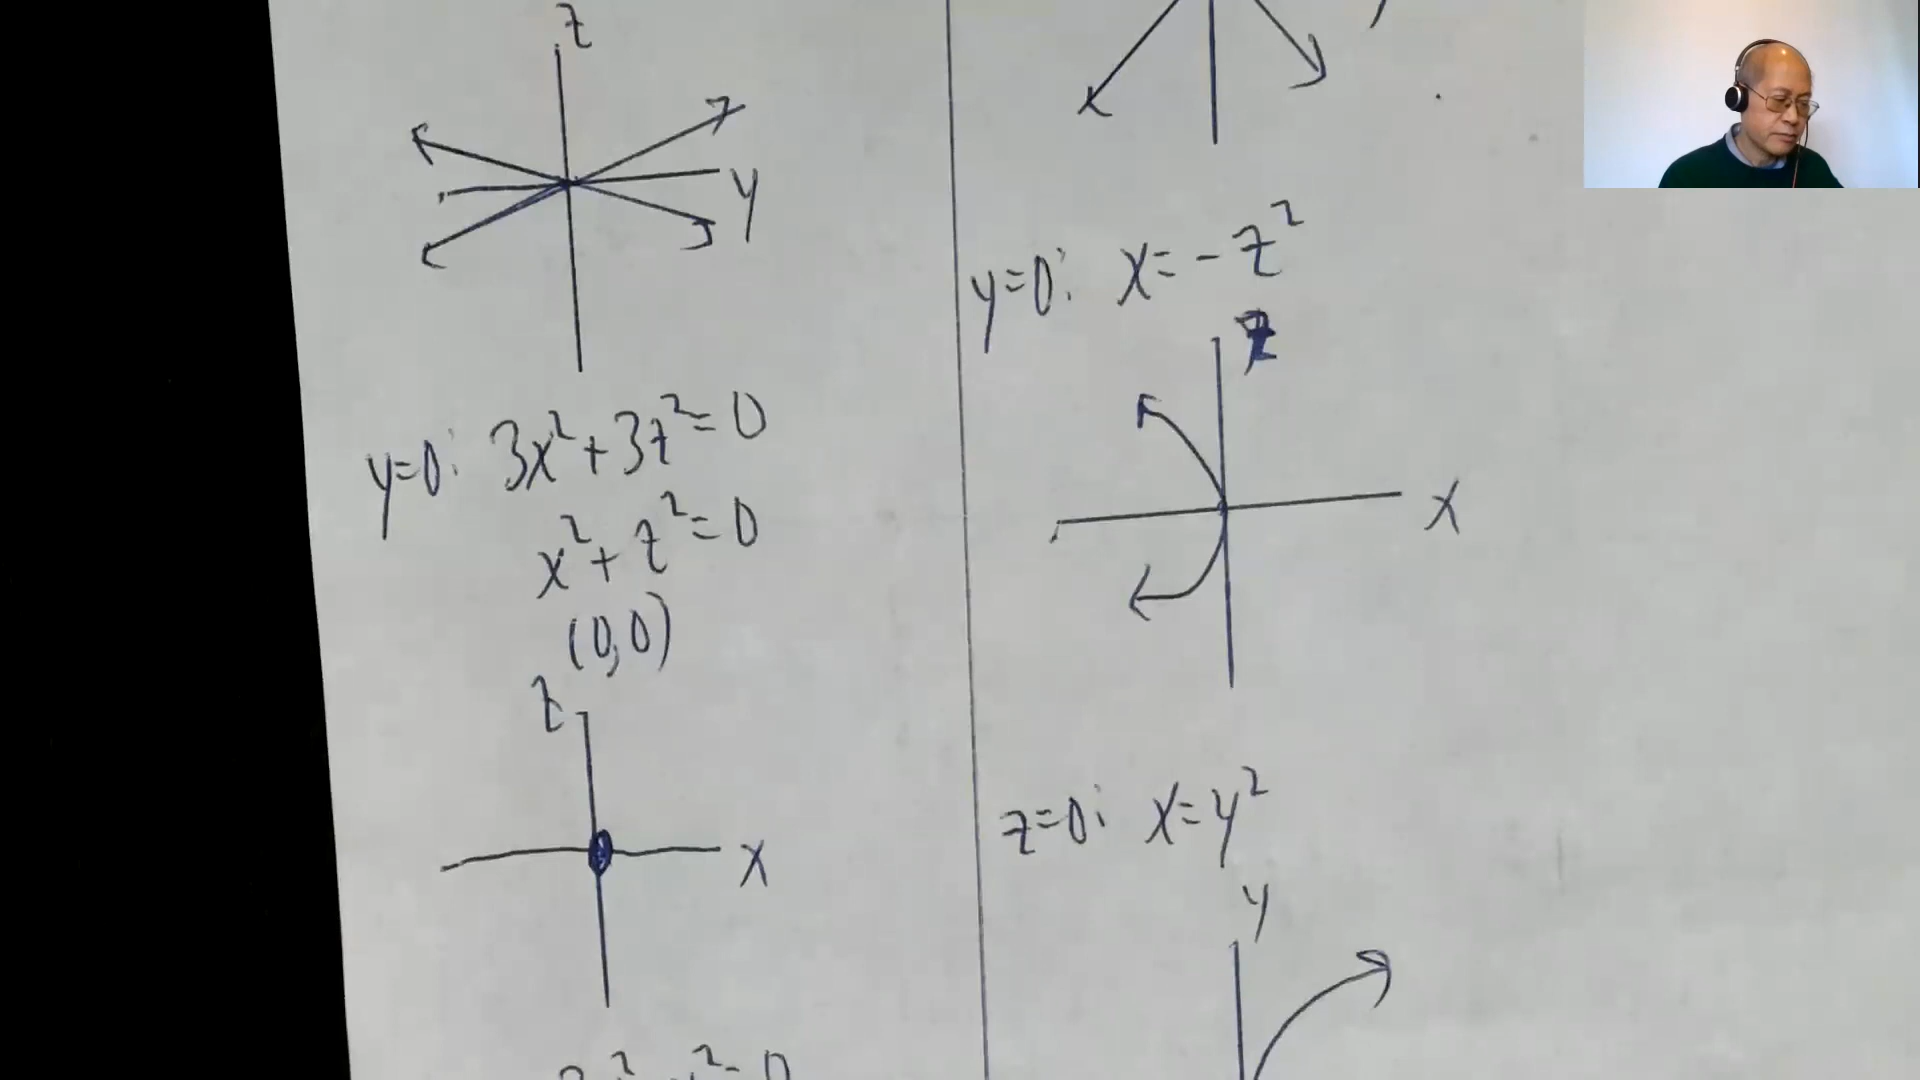 z
y
y=0: 3x²+3z²=0
x²+z²=0
(0,0)
z
x
y=0: x=-z²
z
x
z=0: x=y²
y